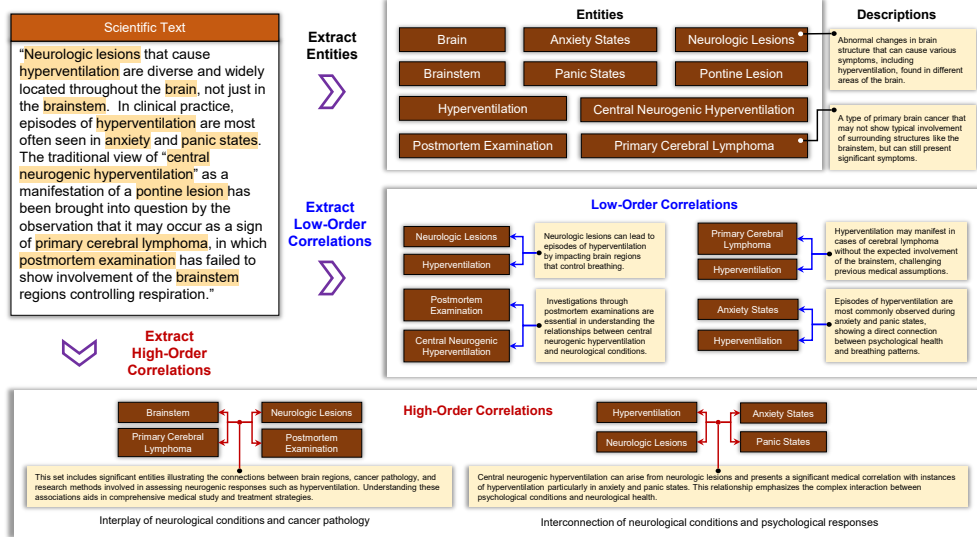 Scientific Text
“Neurologic lesions that cause
hyperventilation are diverse and widely
located throughout the brain, not just in
the brainstem. In clinical practice,
episodes of hyperventilation are most
often seen in anxiety and panic states.
The traditional view of “central
neurogenic hyperventilation” as a
manifestation of a pontine lesion has
been brought into question by the
observation that it may occur as a sign
of primary cerebral lymphoma, in which
postmortem examination has failed to
show involvement of the brainstem
regions controlling respiration.”
Extract
Entities
Entities
Brain
Anxiety States
Neurologic Lesions
Brainstem
Panic States
Pontine Lesion
Hyperventilation
Central Neurogenic Hyperventilation
Postmortem Examination
Primary Cerebral Lymphoma
Descriptions
Abnormal changes in brain
structure that can cause various
symptoms, including
hyperventilation, found in different
areas of the brain.
A type of primary brain cancer that
may not show typical involvement
of surrounding structures like the
brainstem, but can still present
significant symptoms.
Extract
Low-Order
Correlations
Low-Order Correlations
Neurologic Lesions
Hyperventilation
Neurologic lesions can lead to
episodes of hyperventilation
by impacting brain regions
that control breathing.
Primary Cerebral
Lymphoma
Hyperventilation
Hyperventilation may manifest in
cases of cerebral lymphoma
without the expected involvement
of the brainstem, challenging
previous medical assumptions.
Postmortem
Examination
Central Neurogenic
Hyperventilation
Investigations through
postmortem examinations are
essential in understanding the
relationships between central
neurogenic hyperventilation
and neurological conditions.
Anxiety States
Hyperventilation
Episodes of hyperventilation are
most commonly observed during
anxiety and panic states,
showing a direct connection
between psychological health
and breathing patterns.
Extract
High-Order
Correlations
High-Order Correlations
Brainstem
Neurologic Lesions
Primary Cerebral
Lymphoma
Postmortem
Examination
This set includes significant entities illustrating the connections between brain regions, cancer pathology, and
research methods involved in assessing neurogenic responses such as hyperventilation. Understanding these
associations aids in comprehensive medical study and treatment strategies.
Interplay of neurological conditions and cancer pathology
Hyperventilation
Anxiety States
Neurologic Lesions
Panic States
Central neurogenic hyperventilation can arise from neurologic lesions and presents a significant medical correlation with instances
of hyperventilation particularly in anxiety and panic states. This relationship emphasizes the complex interaction between
psychological conditions and neurological health.
Interconnection of neurological conditions and psychological responses